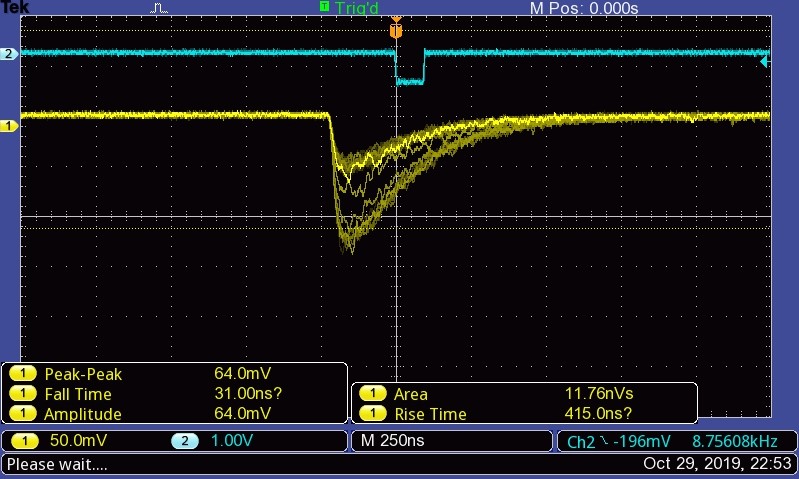 Tek Trig'd M Pos: 0.000s
T
2
1
1 Peak-Peak 64.0mV
1 Fall Time 31.00ns?
1 Amplitude 64.0mV
1 Area 11.76nVs
1 Rise Time 415.0ns?
1 50.0mV 2 1.00V M 250ns Ch2 -196mV 8.75608kHz
Please wait.... Oct 29, 2019, 22:53